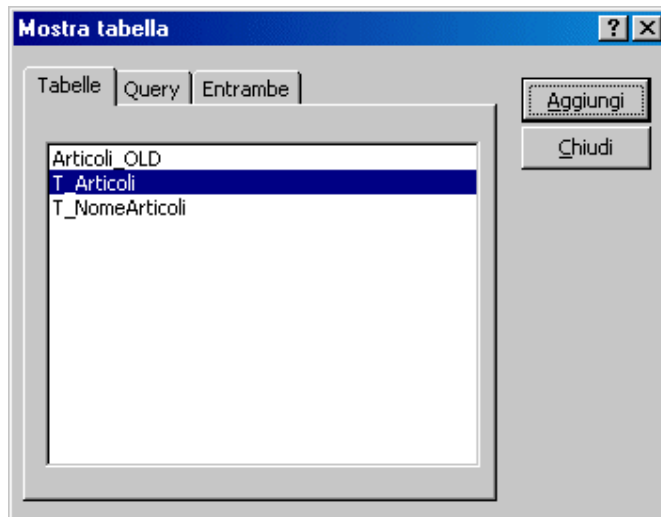 Mostra tabella
Tabelle Query Entrambe
Aggiungi
Chiudi
Articoli_OLD
T_Articoli
T_NomeArticoli